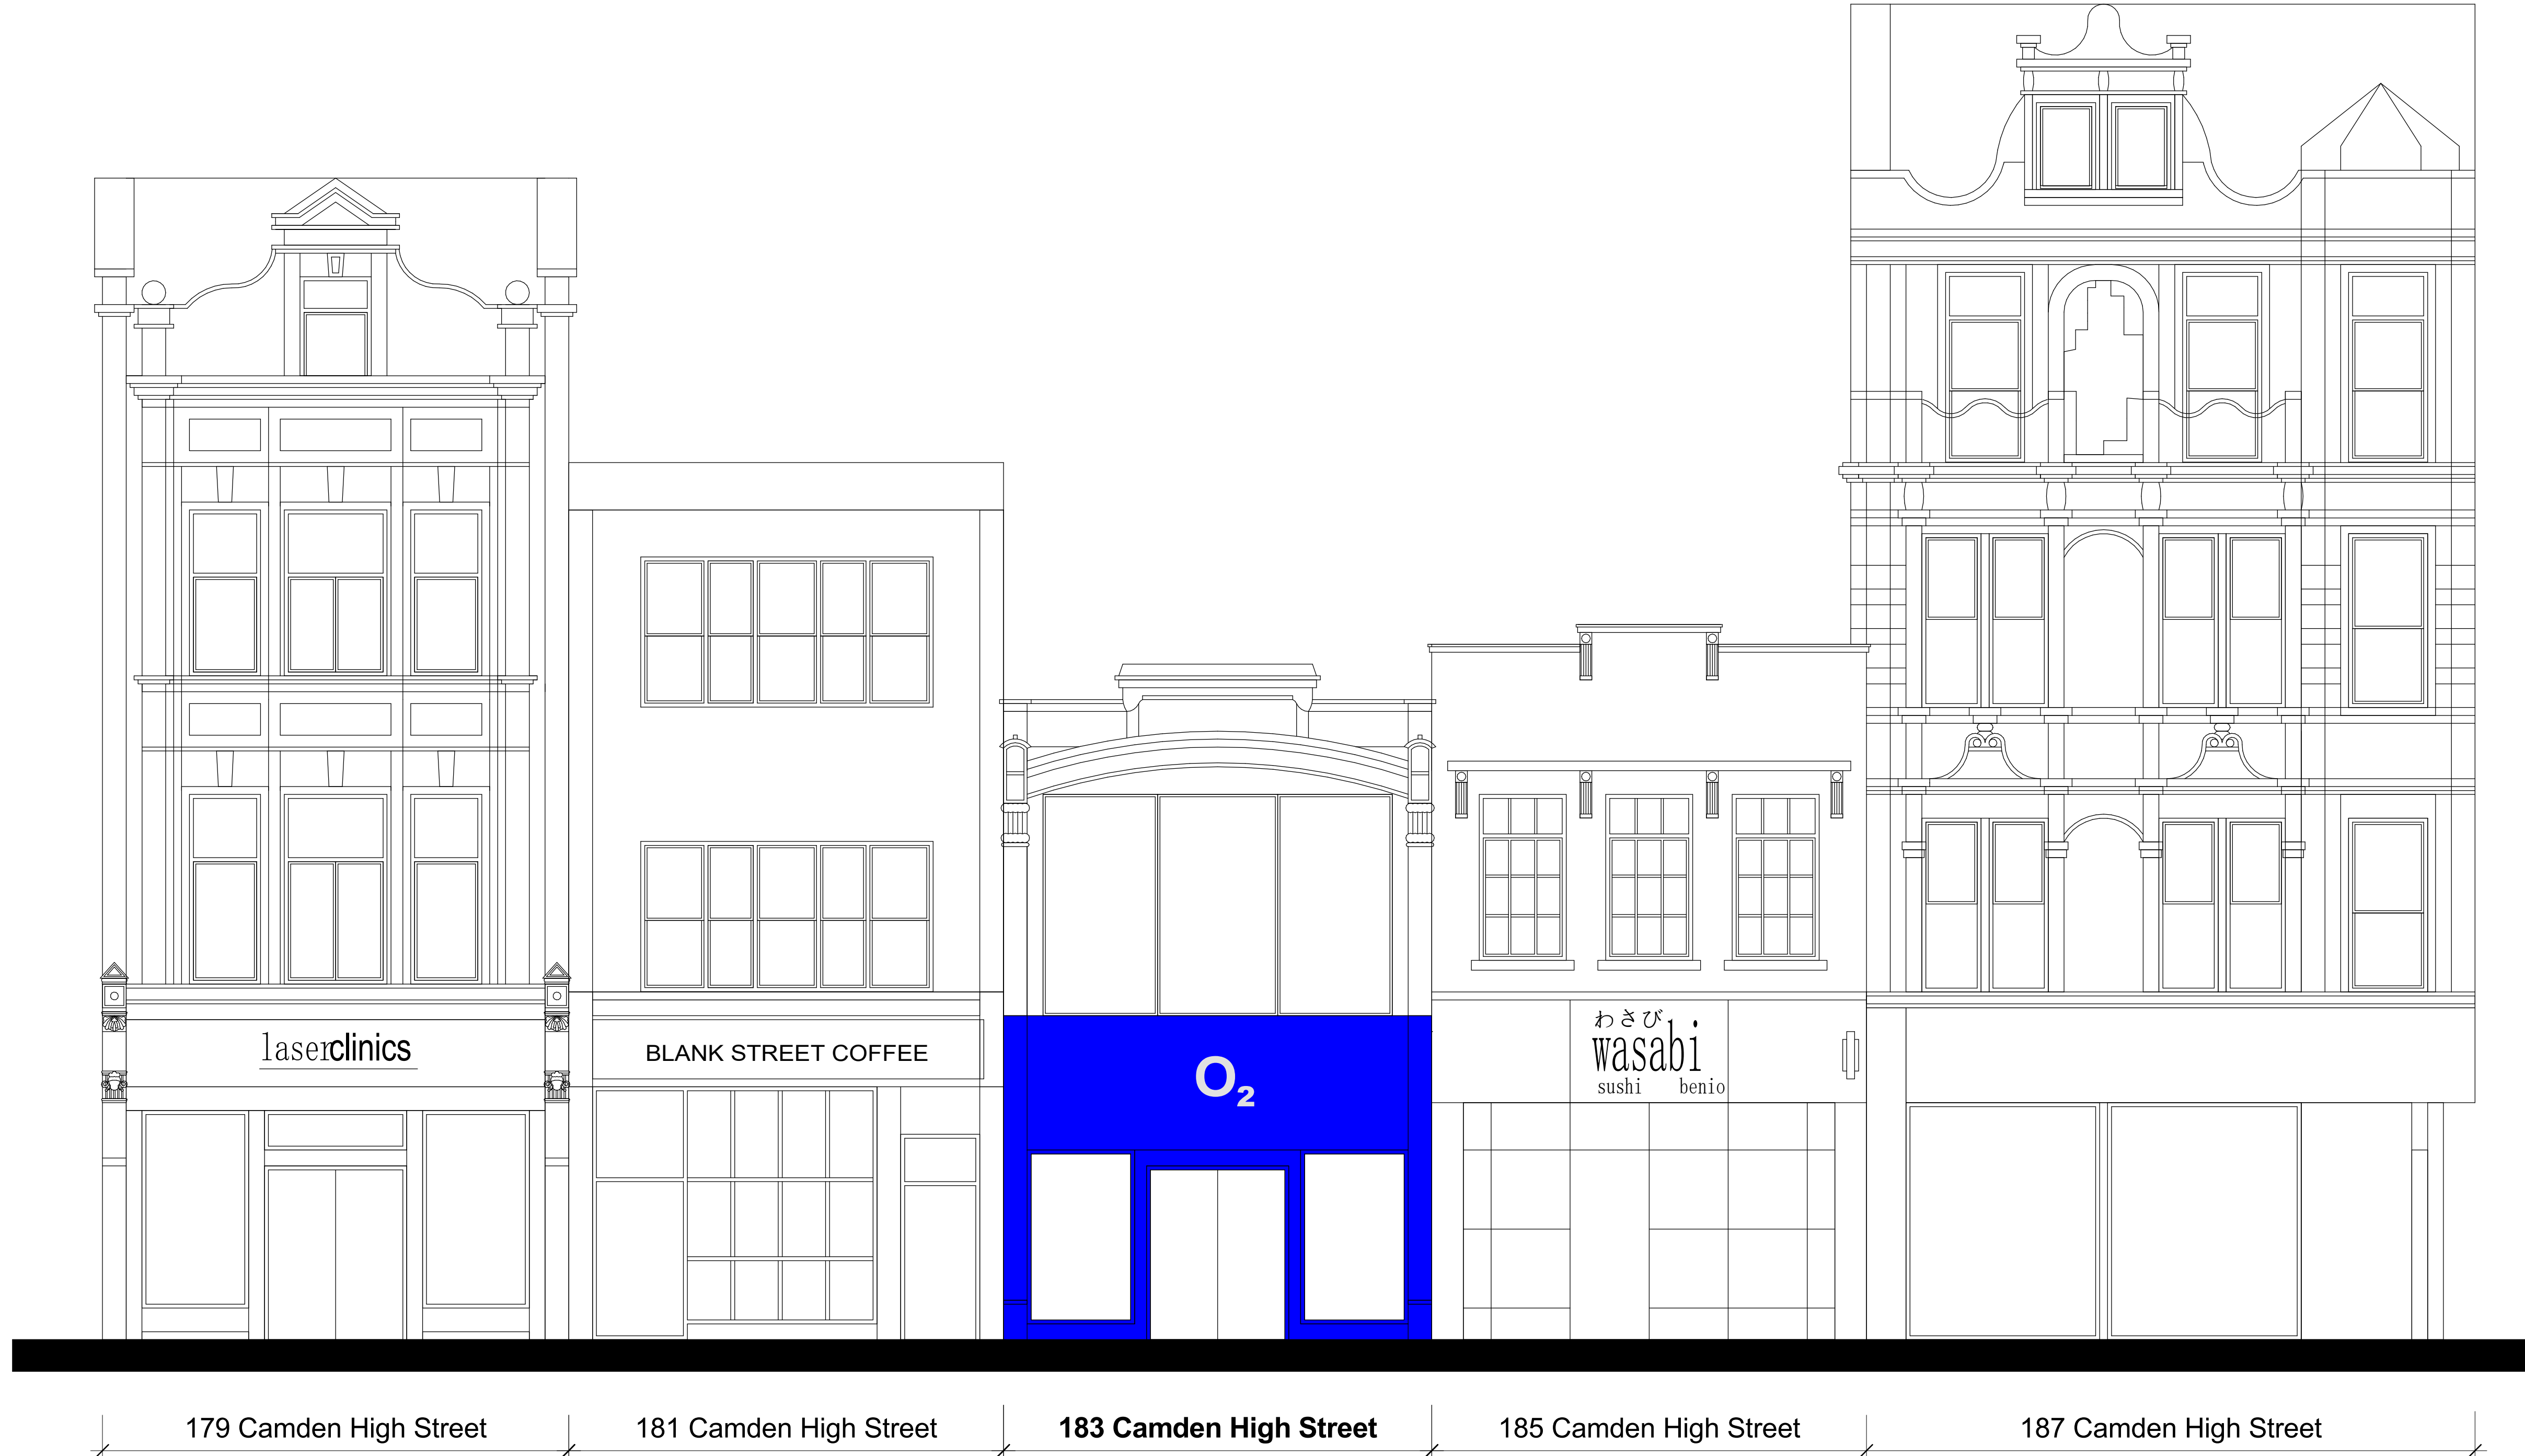 laserclinics
BLANK STREET COFFEE
O₂
わさび
wasabi
sushi benio
179 Camden High Street
181 Camden High Street
183 Camden High Street
185 Camden High Street
187 Camden High Street